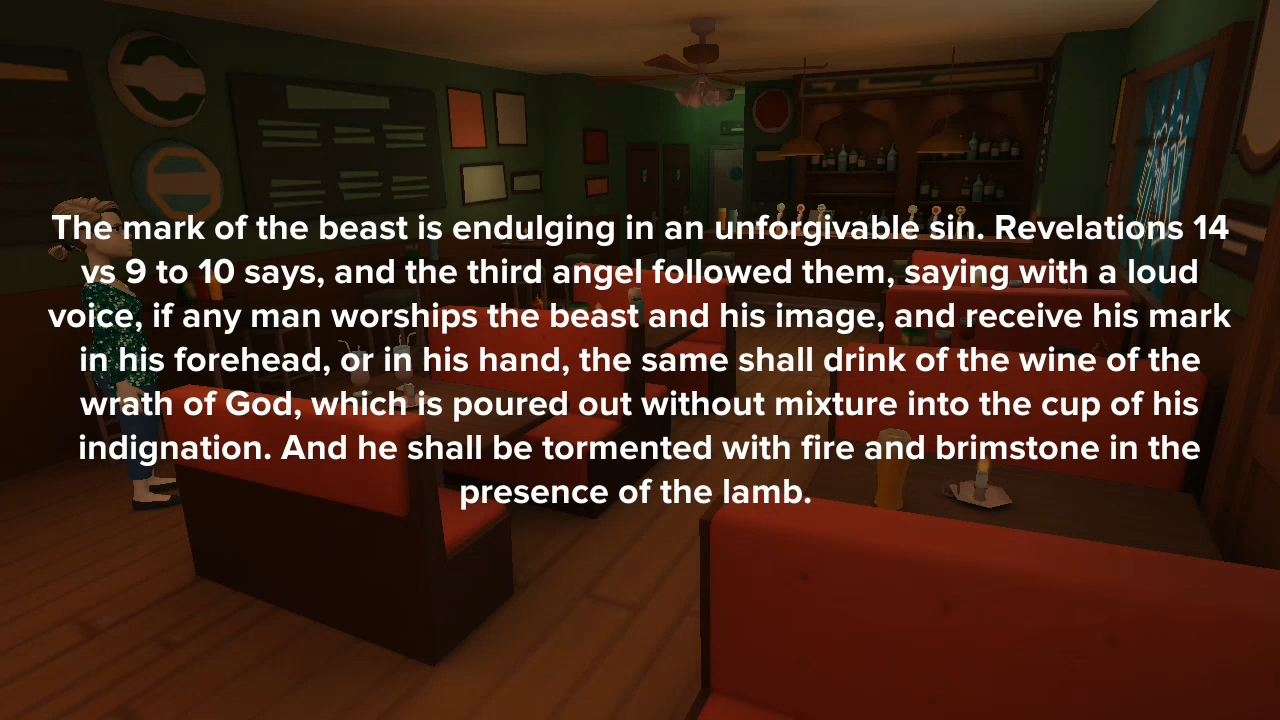 The mark of the beast is endulging in an unforgivable sin. Revelations 14
vs 9 to 10 says, and the third angel followed them, saying with a loud
voice, if any man worships the beast and his image, and receive his mark
in his forehead, or in his hand, the same shall drink of the wine of the
wrath of God, which is poured out without mixture into the cup of his
indignation. And he shall be tormented with fire and brimstone in the
presence of the lamb.